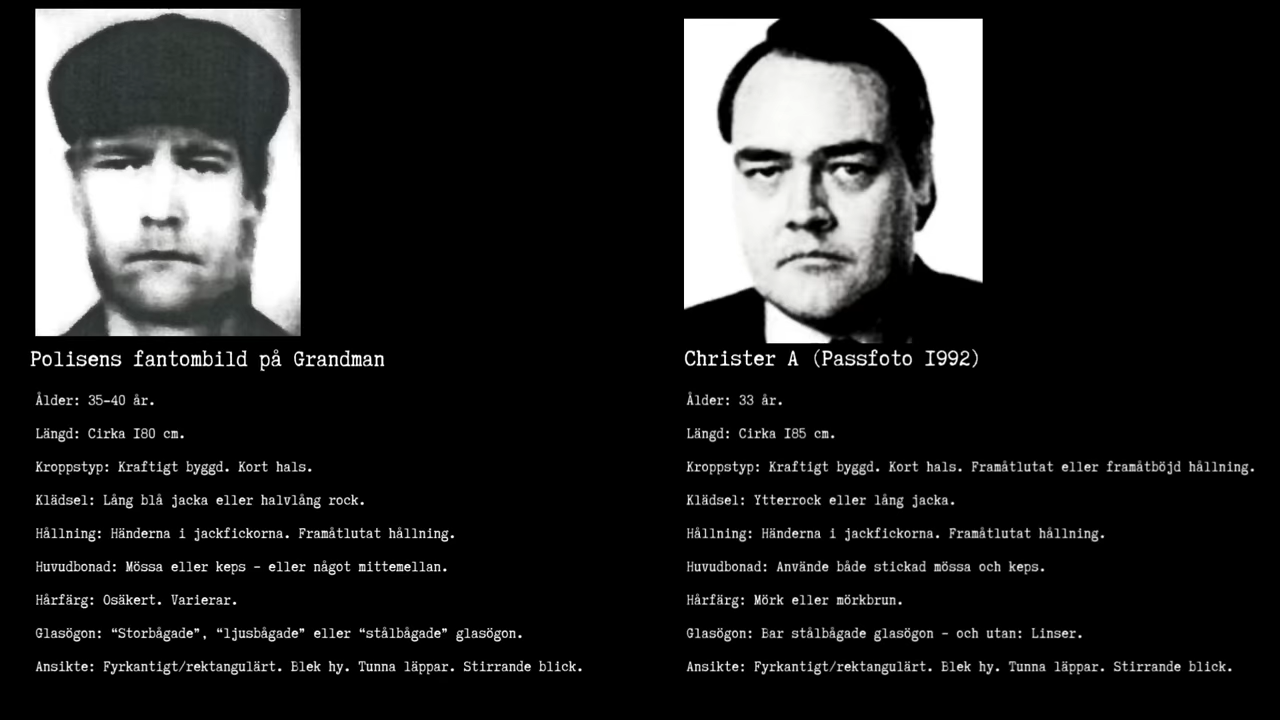 Polisens fantombild på Grandman
Ålder: 35-40 år.
Längd: Cirka 180 cm.
Kroppstyp: Kraftigt byggd. Kort hals.
Klädsel: Lång blå jacka eller halvlång rock.
Hållning: Händerna i jackfickorna. Framåtlutat hållning.
Huvudbonad: Mössa eller keps - eller något mittemellan.
Hårfärg: Osäkert. Varierar.
Glasögon: “Storbågade”, “ljusbågade” eller “stålbågade” glasögon.
Ansikte: Fyrkantigt/rektangulärt. Blek hy. Tunna läppar. Stirrande blick.
Christer A (Passfoto 1992)
Ålder: 33 år.
Längd: Cirka 185 cm.
Kroppstyp: Kraftigt byggd. Kort hals. Framåtlutat eller framåtböjd hållning.
Klädsel: Ytterrock eller lång jacka.
Hållning: Händerna i jackfickorna. Framåtlutat hållning.
Huvudbonad: Använde både stickad mössa och keps.
Hårfärg: Mörk eller mörkbrun.
Glasögon: Bar stålbågade glasögon - och utan: Linser.
Ansikte: Fyrkantigt/rektangulärt. Blek hy. Tunna läppar. Stirrande blick.